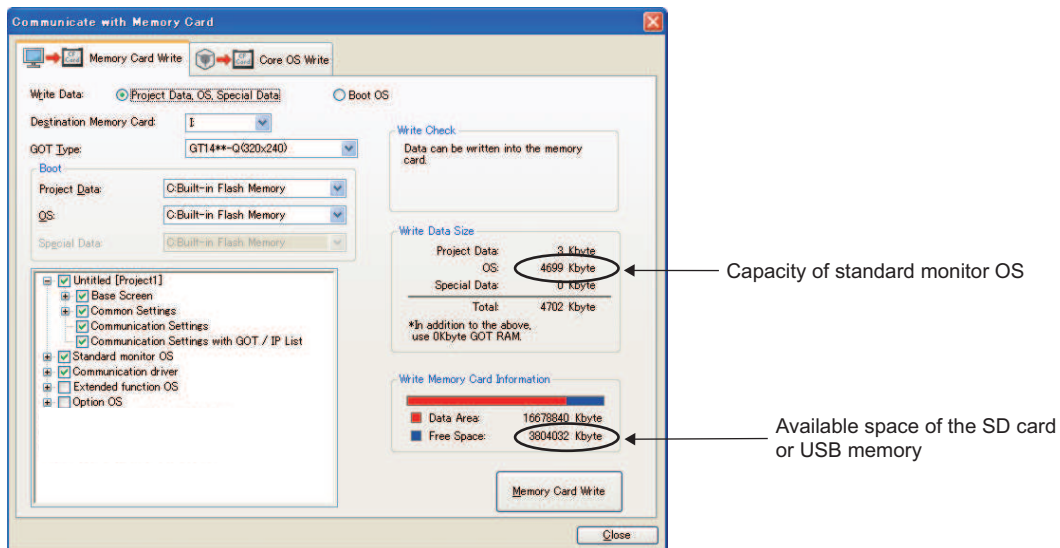 Communicate with Memory Card
CF Card Memory Card Write
CF Card Core OS Write
Write Data: Project Data, OS, Special Data Boot OS
Destination Memory Card: I:
GOT Type: GT14**-Q(320x240)
Boot
Project Data: C:Built-in Flash Memory
OS: C:Built-in Flash Memory
Special Data: C:Built-in Flash Memory
Untitled [Project1]
Base Screen
Common Settings
Communication Settings
Communication Settings with GOT / IP List
Standard monitor OS
Communication driver
Extended function OS
Option OS
Write Check
Data can be written into the memory
card.
Write Data Size
Project Data: 3 Kbyte
OS: 4699 Kbyte
Special Data: 0 Kbyte
Total: 4702 Kbyte
*In addition to the above,
use 0Kbyte GOT RAM.
Write Memory Card Information
Data Area: 16678840 Kbyte
Free Space: 3804032 Kbyte
Memory Card Write
Close
Capacity of standard monitor OS
Available space of the SD card
or USB memory